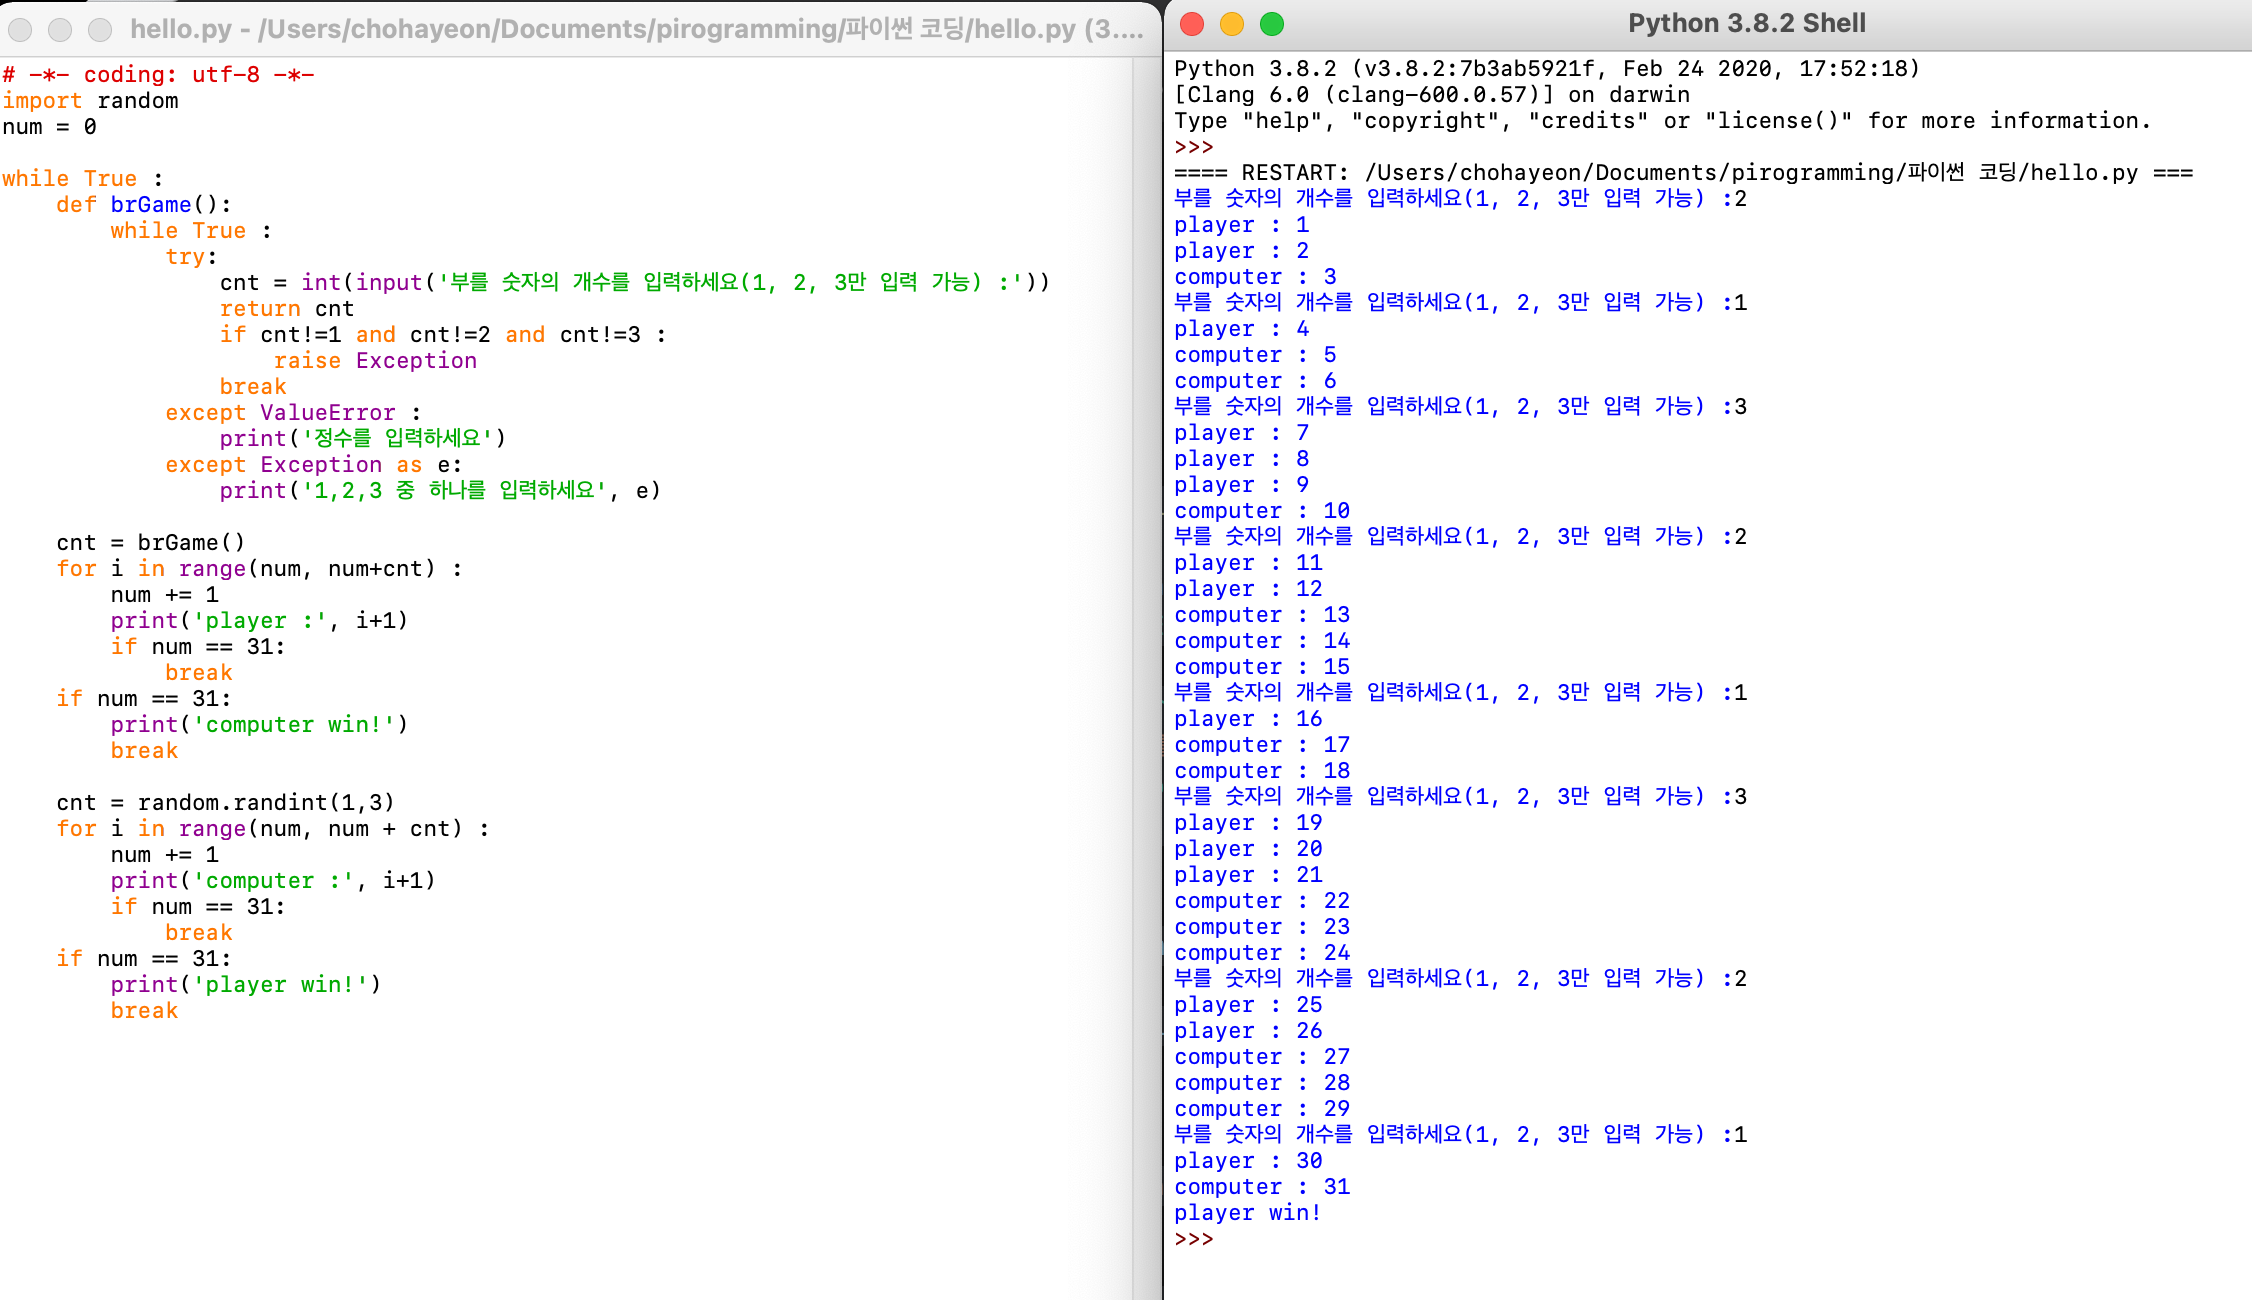 hello.py - /Users/chohayeon/Documents/pirogramming/파이썬 코딩/hello.py (3....
# -*- coding: utf-8 -*-
import random
num = 0
while True :
    def brGame():
        while True :
            try:
                cnt = int(input('부를 숫자의 개수를 입력하세요(1, 2, 3만 입력 가능) :'))
                return cnt
                if cnt!=1 and cnt!=2 and cnt!=3 :
                    raise Exception
                break
            except ValueError :
                print('정수를 입력하세요')
            except Exception as e:
                print('1,2,3 중 하나를 입력하세요', e)
    cnt = brGame()
    for i in range(num, num+cnt) :
        num += 1
        print('player :', i+1)
        if num == 31:
            break
    if num == 31:
        print('computer win!')
        break
    cnt = random.randint(1,3)
    for i in range(num, num + cnt) :
        num += 1
        print('computer :', i+1)
        if num == 31:
            break
    if num == 31:
        print('player win!')
        break
Python 3.8.2 Shell
Python 3.8.2 (v3.8.2:7b3ab5921f, Feb 24 2020, 17:52:18)
[Clang 6.0 (clang-600.0.57)] on darwin
Type "help", "copyright", "credits" or "license()" for more information.
>>>
==== RESTART: /Users/chohayeon/Documents/pirogramming/파이썬 코딩/hello.py ===
부를 숫자의 개수를 입력하세요(1, 2, 3만 입력 가능) :2
player : 1
player : 2
computer : 3
부를 숫자의 개수를 입력하세요(1, 2, 3만 입력 가능) :1
player : 4
computer : 5
computer : 6
부를 숫자의 개수를 입력하세요(1, 2, 3만 입력 가능) :3
player : 7
player : 8
player : 9
computer : 10
부를 숫자의 개수를 입력하세요(1, 2, 3만 입력 가능) :2
player : 11
player : 12
computer : 13
computer : 14
computer : 15
부를 숫자의 개수를 입력하세요(1, 2, 3만 입력 가능) :1
player : 16
computer : 17
computer : 18
부를 숫자의 개수를 입력하세요(1, 2, 3만 입력 가능) :3
player : 19
player : 20
player : 21
computer : 22
computer : 23
computer : 24
부를 숫자의 개수를 입력하세요(1, 2, 3만 입력 가능) :2
player : 25
player : 26
computer : 27
computer : 28
computer : 29
부를 숫자의 개수를 입력하세요(1, 2, 3만 입력 가능) :1
player : 30
computer : 31
player win!
>>>